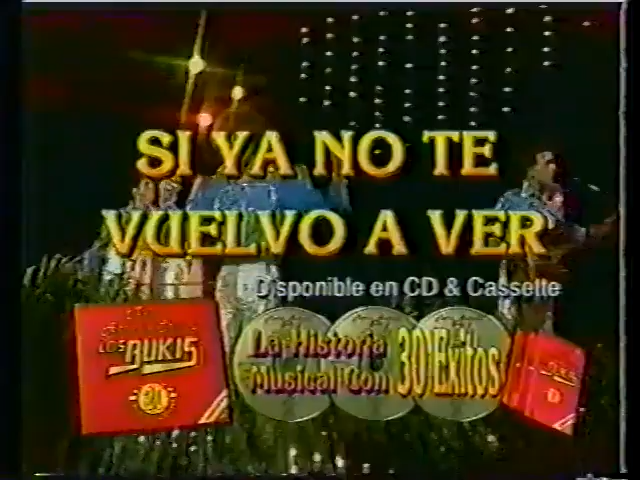 SI YA NO TE
VUELVO A VER
Disponible en CD & Cassette
LOS BUKIS
La Historia
Musical Con
30 Exitos